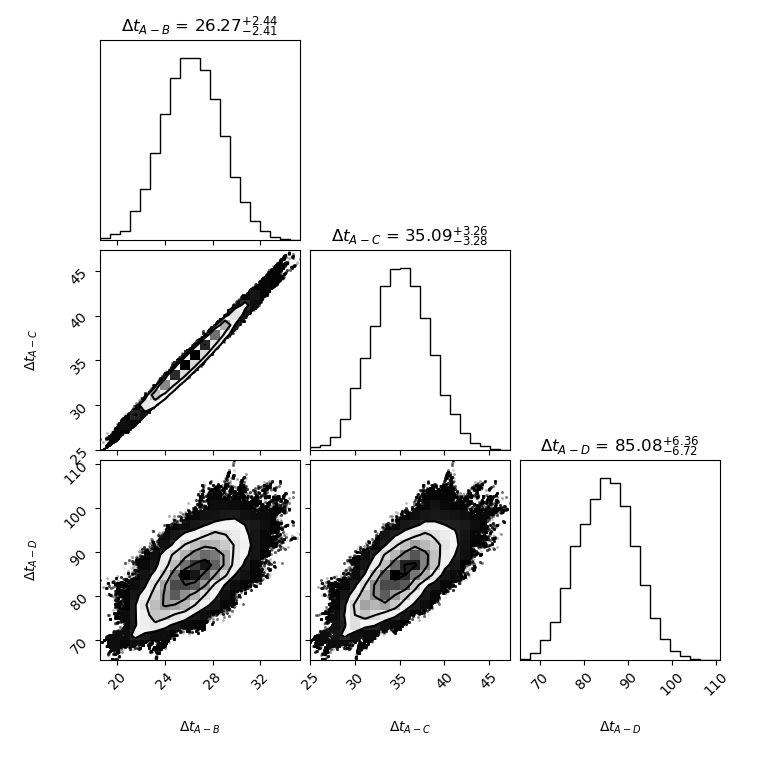 Δt_{A−B} = 26.27^{+2.44}_{−2.41}
45
40
35
30
25
Δt_{A−C}
Δt_{A−C} = 35.09^{+3.26}_{−3.28}
110
100
90
80
70
Δt_{A−D}
Δt_{A−D} = 85.08^{+6.36}_{−6.72}
20 24 28 32
25 30 35 40 45
70 80 90 100 110
Δt_{A−B} Δt_{A−C} Δt_{A−D}